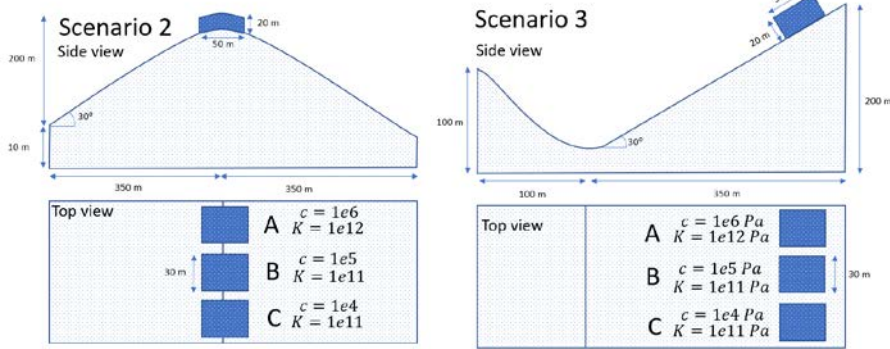 Scenario 2
Side view
20 m
50 m
200 m
30°
10 m
350 m
350 m
Top view
A
c = 1e6
K = 1e12
30 m
B
c = 1e5
K = 1e11
C
c = 1e4
K = 1e11
Scenario 3
Side view
20 m
100 m
200 m
30°
100 m
350 m
Top view
A
c = 1e6 Pa
K = 1e12 Pa
B
c = 1e5 Pa
K = 1e11 Pa
30 m
C
c = 1e4 Pa
K = 1e11 Pa